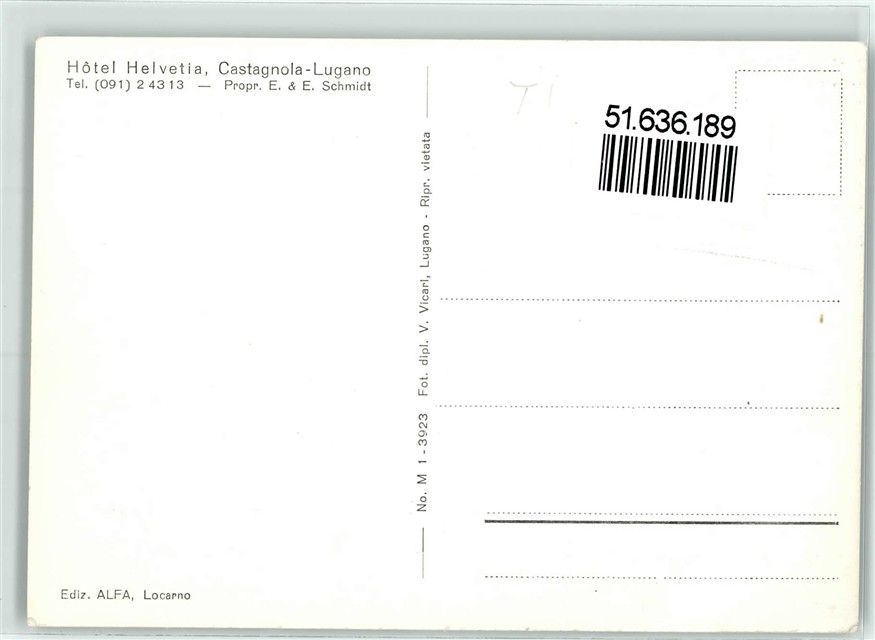 Hôtel Helvetia, Castagnola-Lugano
Tel. (091) 2 43 13 — Propr. E. & E. Schmidt
No. M 1 - 3923 Fot. dipl. V. Vicari, Lugano - Ripr. vietata
TI
51.636.189
Ediz. ALFA, Locarno